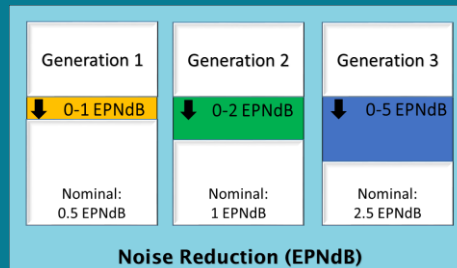 Generation 1
0-1 EPNdB
Nominal:
0.5 EPNdB
Generation 2
0-2 EPNdB
Nominal:
1 EPNdB
Generation 3
0-5 EPNdB
Nominal:
2.5 EPNdB
Noise Reduction (EPNdB)